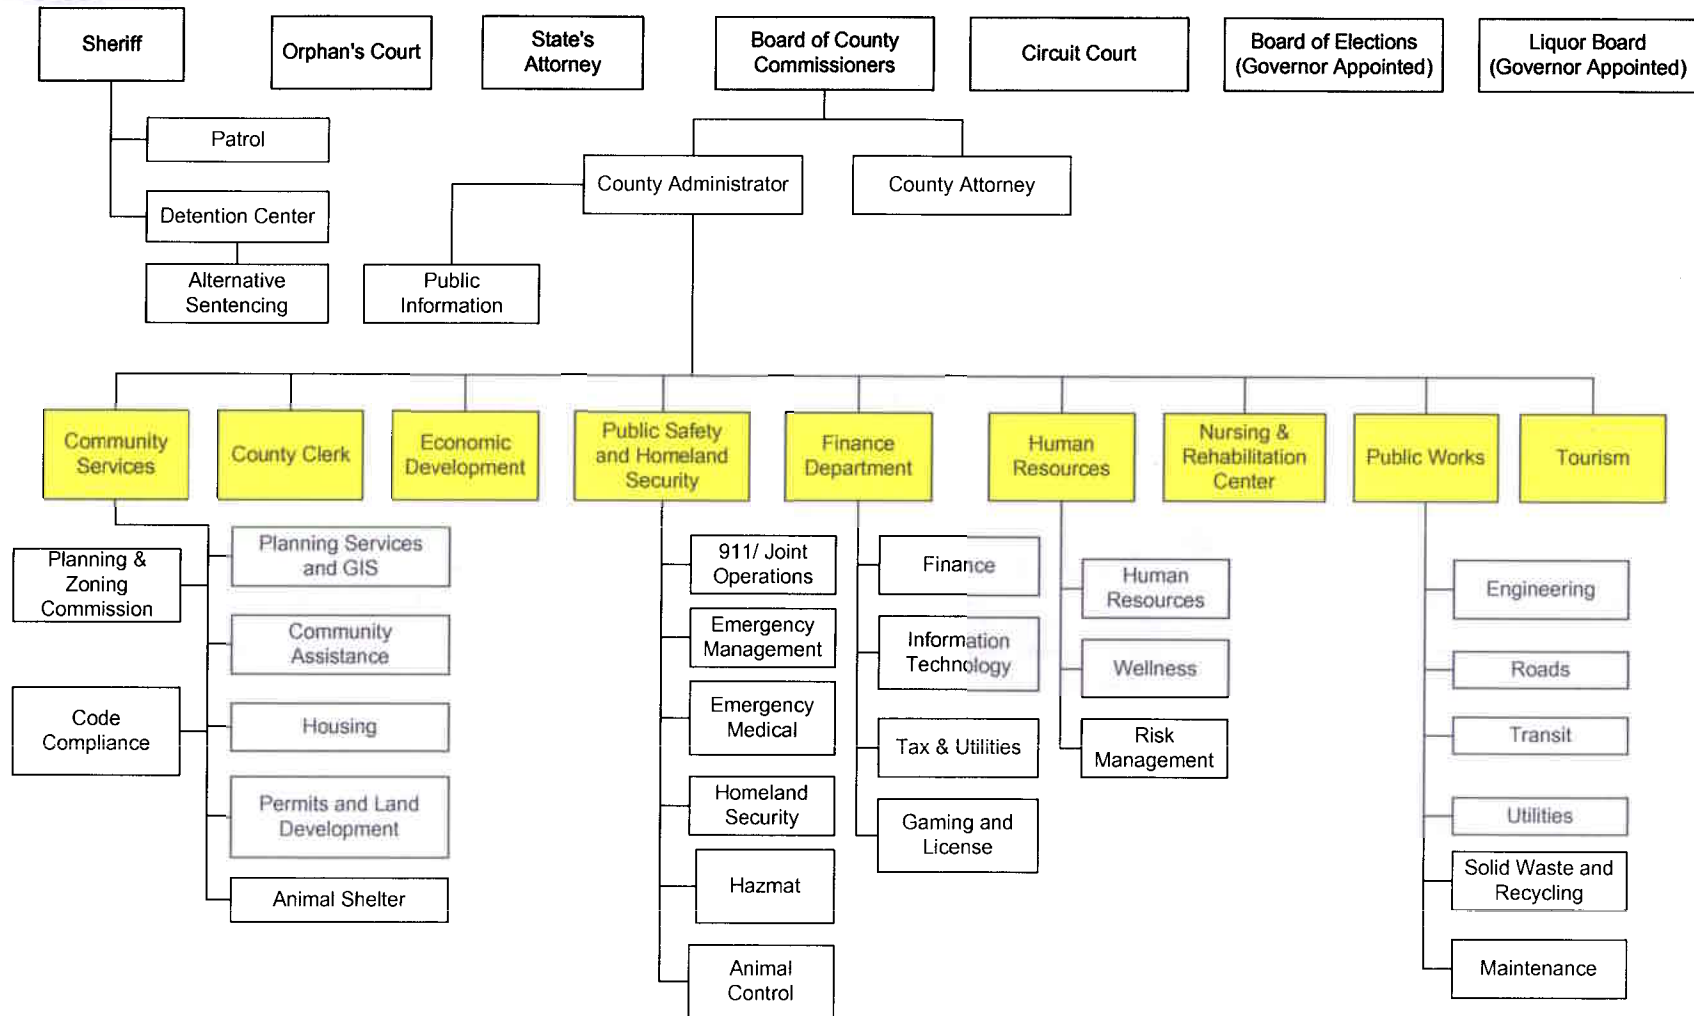 Sheriff
Orphan's Court
State's
Attorney
Board of County
Commissioners
Circuit Court
Board of Elections
(Governor Appointed)
Liquor Board
(Governor Appointed)
Patrol
Detention Center
Alternative
Sentencing
County Administrator
County Attorney
Public
Information
Community
Services
County Clerk
Economic
Development
Public Safety
and Homeland
Security
Finance
Department
Human
Resources
Nursing &
Rehabilitation
Center
Public Works
Tourism
Planning &
Zoning
Commission
Code
Compliance
Planning Services
and GIS
Community
Assistance
Housing
Permits and Land
Development
Animal Shelter
911/ Joint
Operations
Emergency
Management
Emergency
Medical
Homeland
Security
Hazmat
Animal
Control
Finance
Information
Technology
Tax & Utilities
Gaming and
License
Human
Resources
Wellness
Risk
Management
Engineering
Roads
Transit
Utilities
Solid Waste and
Recycling
Maintenance